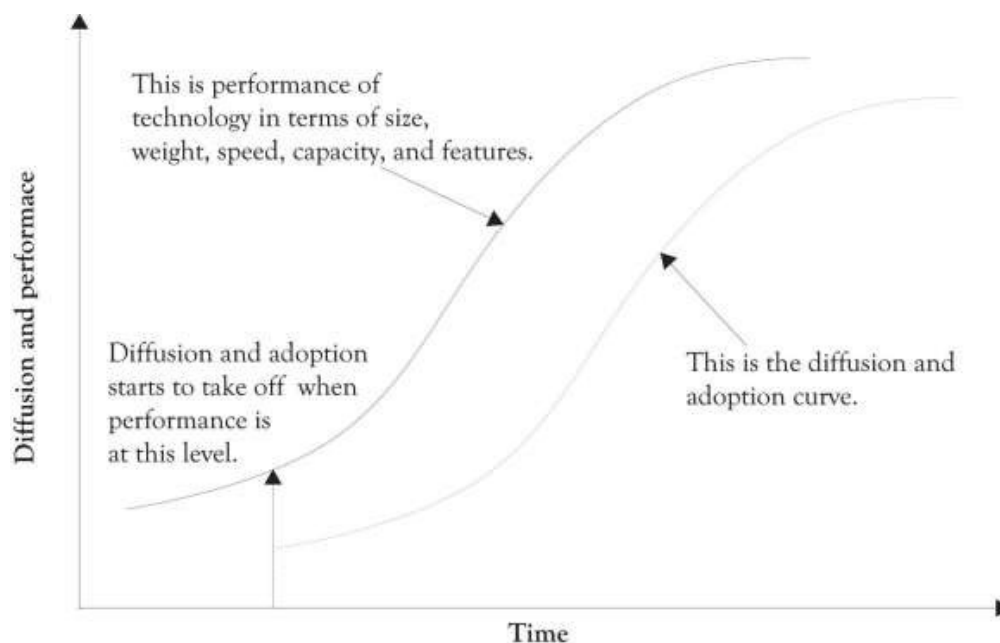 This is performance of
technology in terms of size,
weight, speed, capacity, and features.
Diffusion and performace
Diffusion and adoption
starts to take off when
performance is
at this level.
This is the diffusion and
adoption curve.
Time